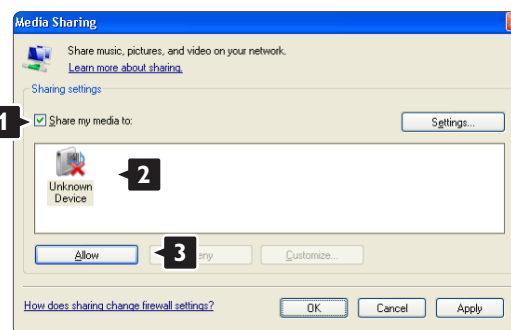 Media Sharing
Share music, pictures, and video on your network.
Learn more about sharing.
Sharing settings
1
Share my media to:
Settings...
Unknown
Device
2
Allow
3
Customize...
How does sharing change firewall settings?
OK
Cancel
Apply